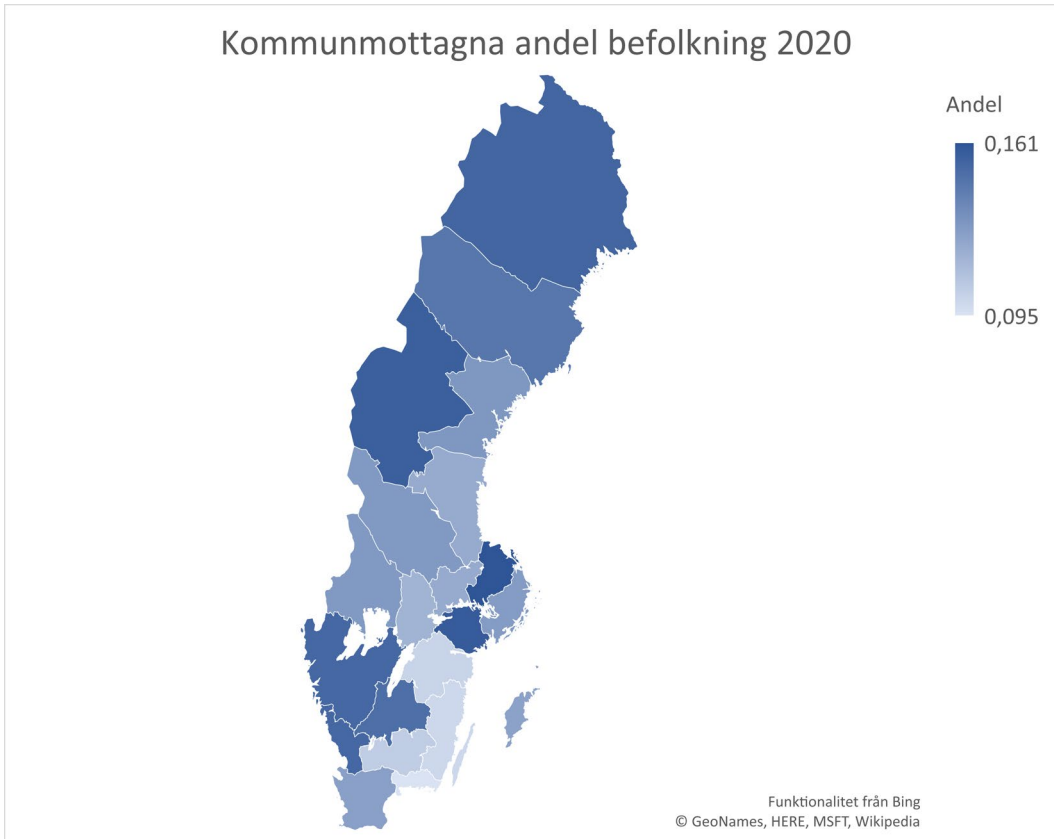 Kommunmottagna andel befolkning 2020
Andel
0,161
0,095
Funktionalitet från Bing
© GeoNames, HERE, MSFT, Wikipedia